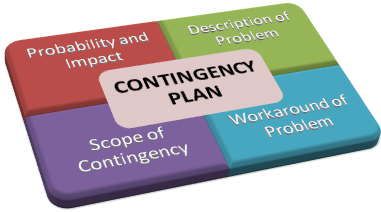 Probability and
Impact
Description of
Problem
CONTINGENCY
PLAN
Scope of
Contingency
Workaround of
Problem